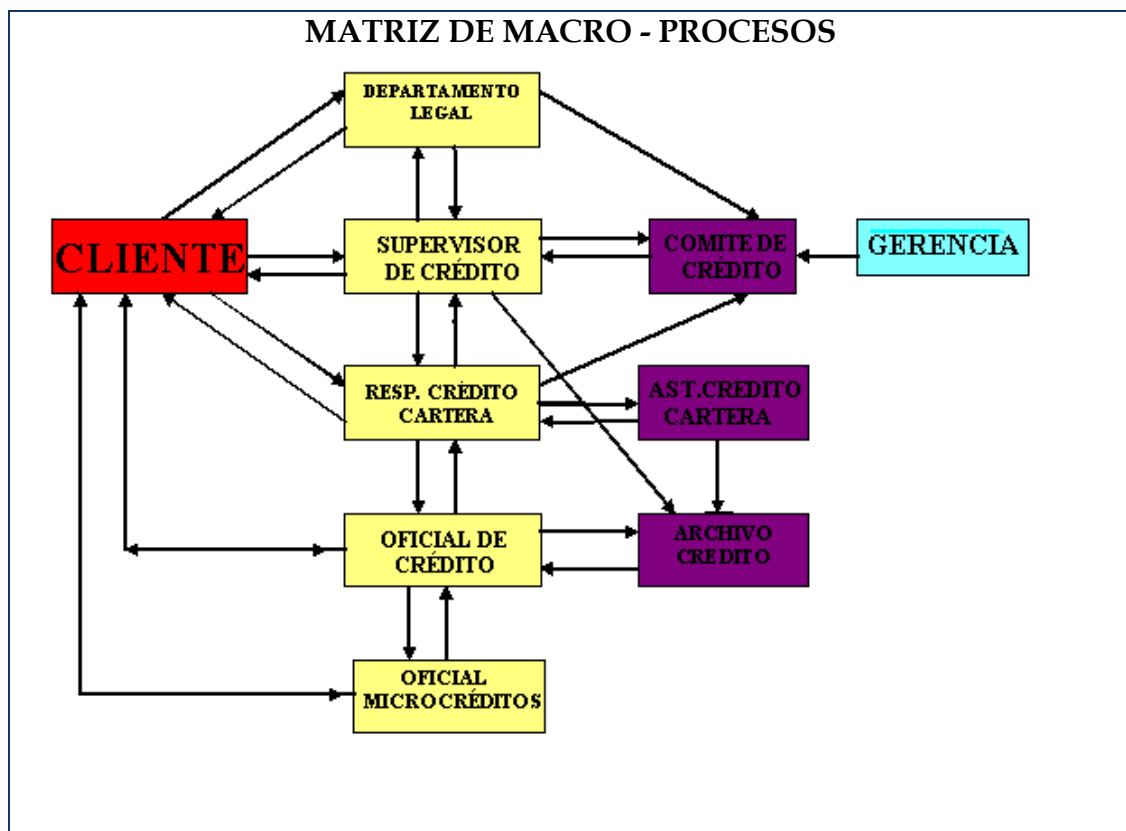 MATRIZ DE MACRO - PROCESOS
DEPARTAMENTO
LEGAL
CLIENTE
SUPERVISOR
DE CRÉDITO
COMITE DE
CRÉDITO
GERENCIA
RESP. CRÉDITO
CARTERA
AST.CREDITO
CARTERA
OFICIAL DE
CRÉDITO
ARCHIVO
CREDITO
OFICIAL
MICROCRÉDITOS